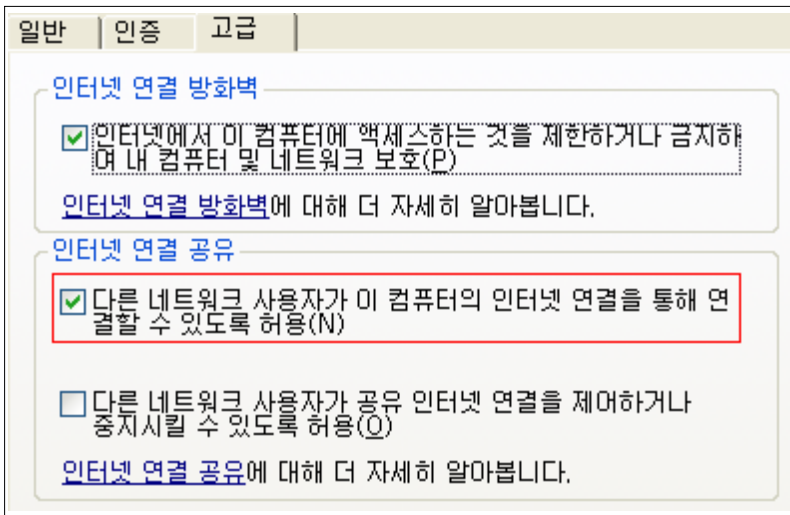 일반 인증 고급
인터넷 연결 방화벽
인터넷에서 이 컴퓨터에 액세스하는 것을 제한하거나 금지하
여 내 컴퓨터 및 네트워크 보호(P)
인터넷 연결 방화벽에 대해 더 자세히 알아봅니다.
인터넷 연결 공유
다른 네트워크 사용자가 이 컴퓨터의 인터넷 연결을 통해 연
결할 수 있도록 허용(N)
다른 네트워크 사용자가 공유 인터넷 연결을 제어하거나
중지시킬 수 있도록 허용(O)
인터넷 연결 공유에 대해 더 자세히 알아봅니다.